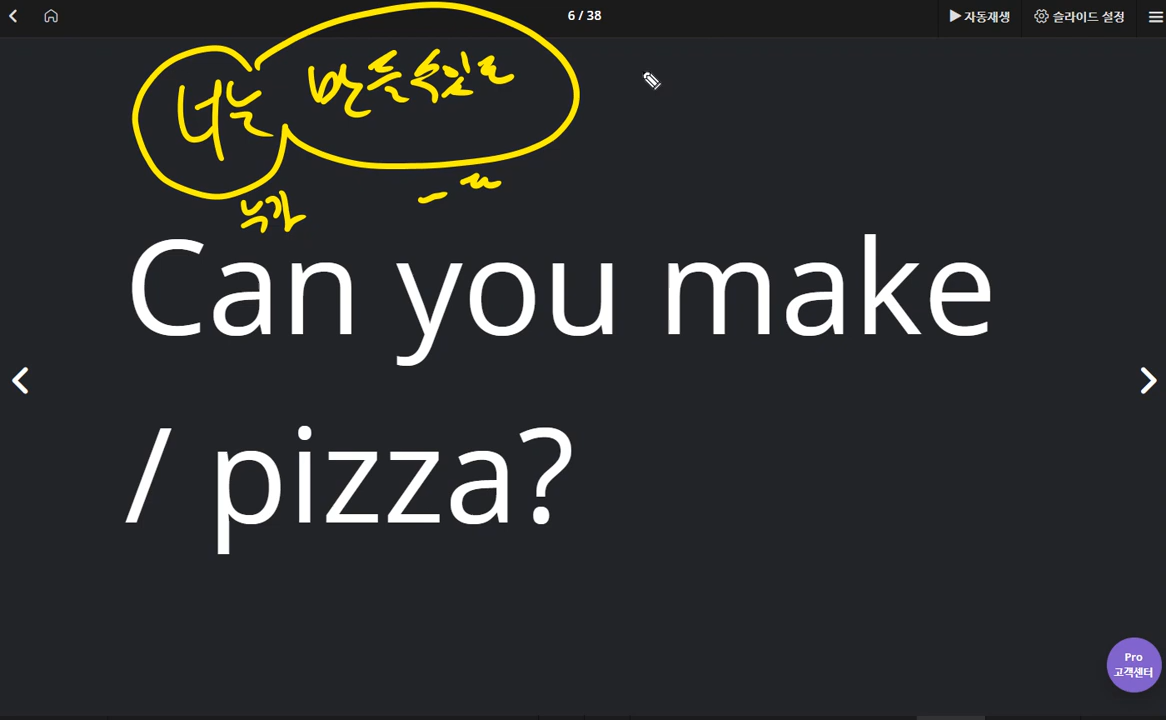 6 / 38
자동재생
슬라이드 설정
너는 만들 수 있는
누가
Can you make
/ pizza?
Pro
고객센터